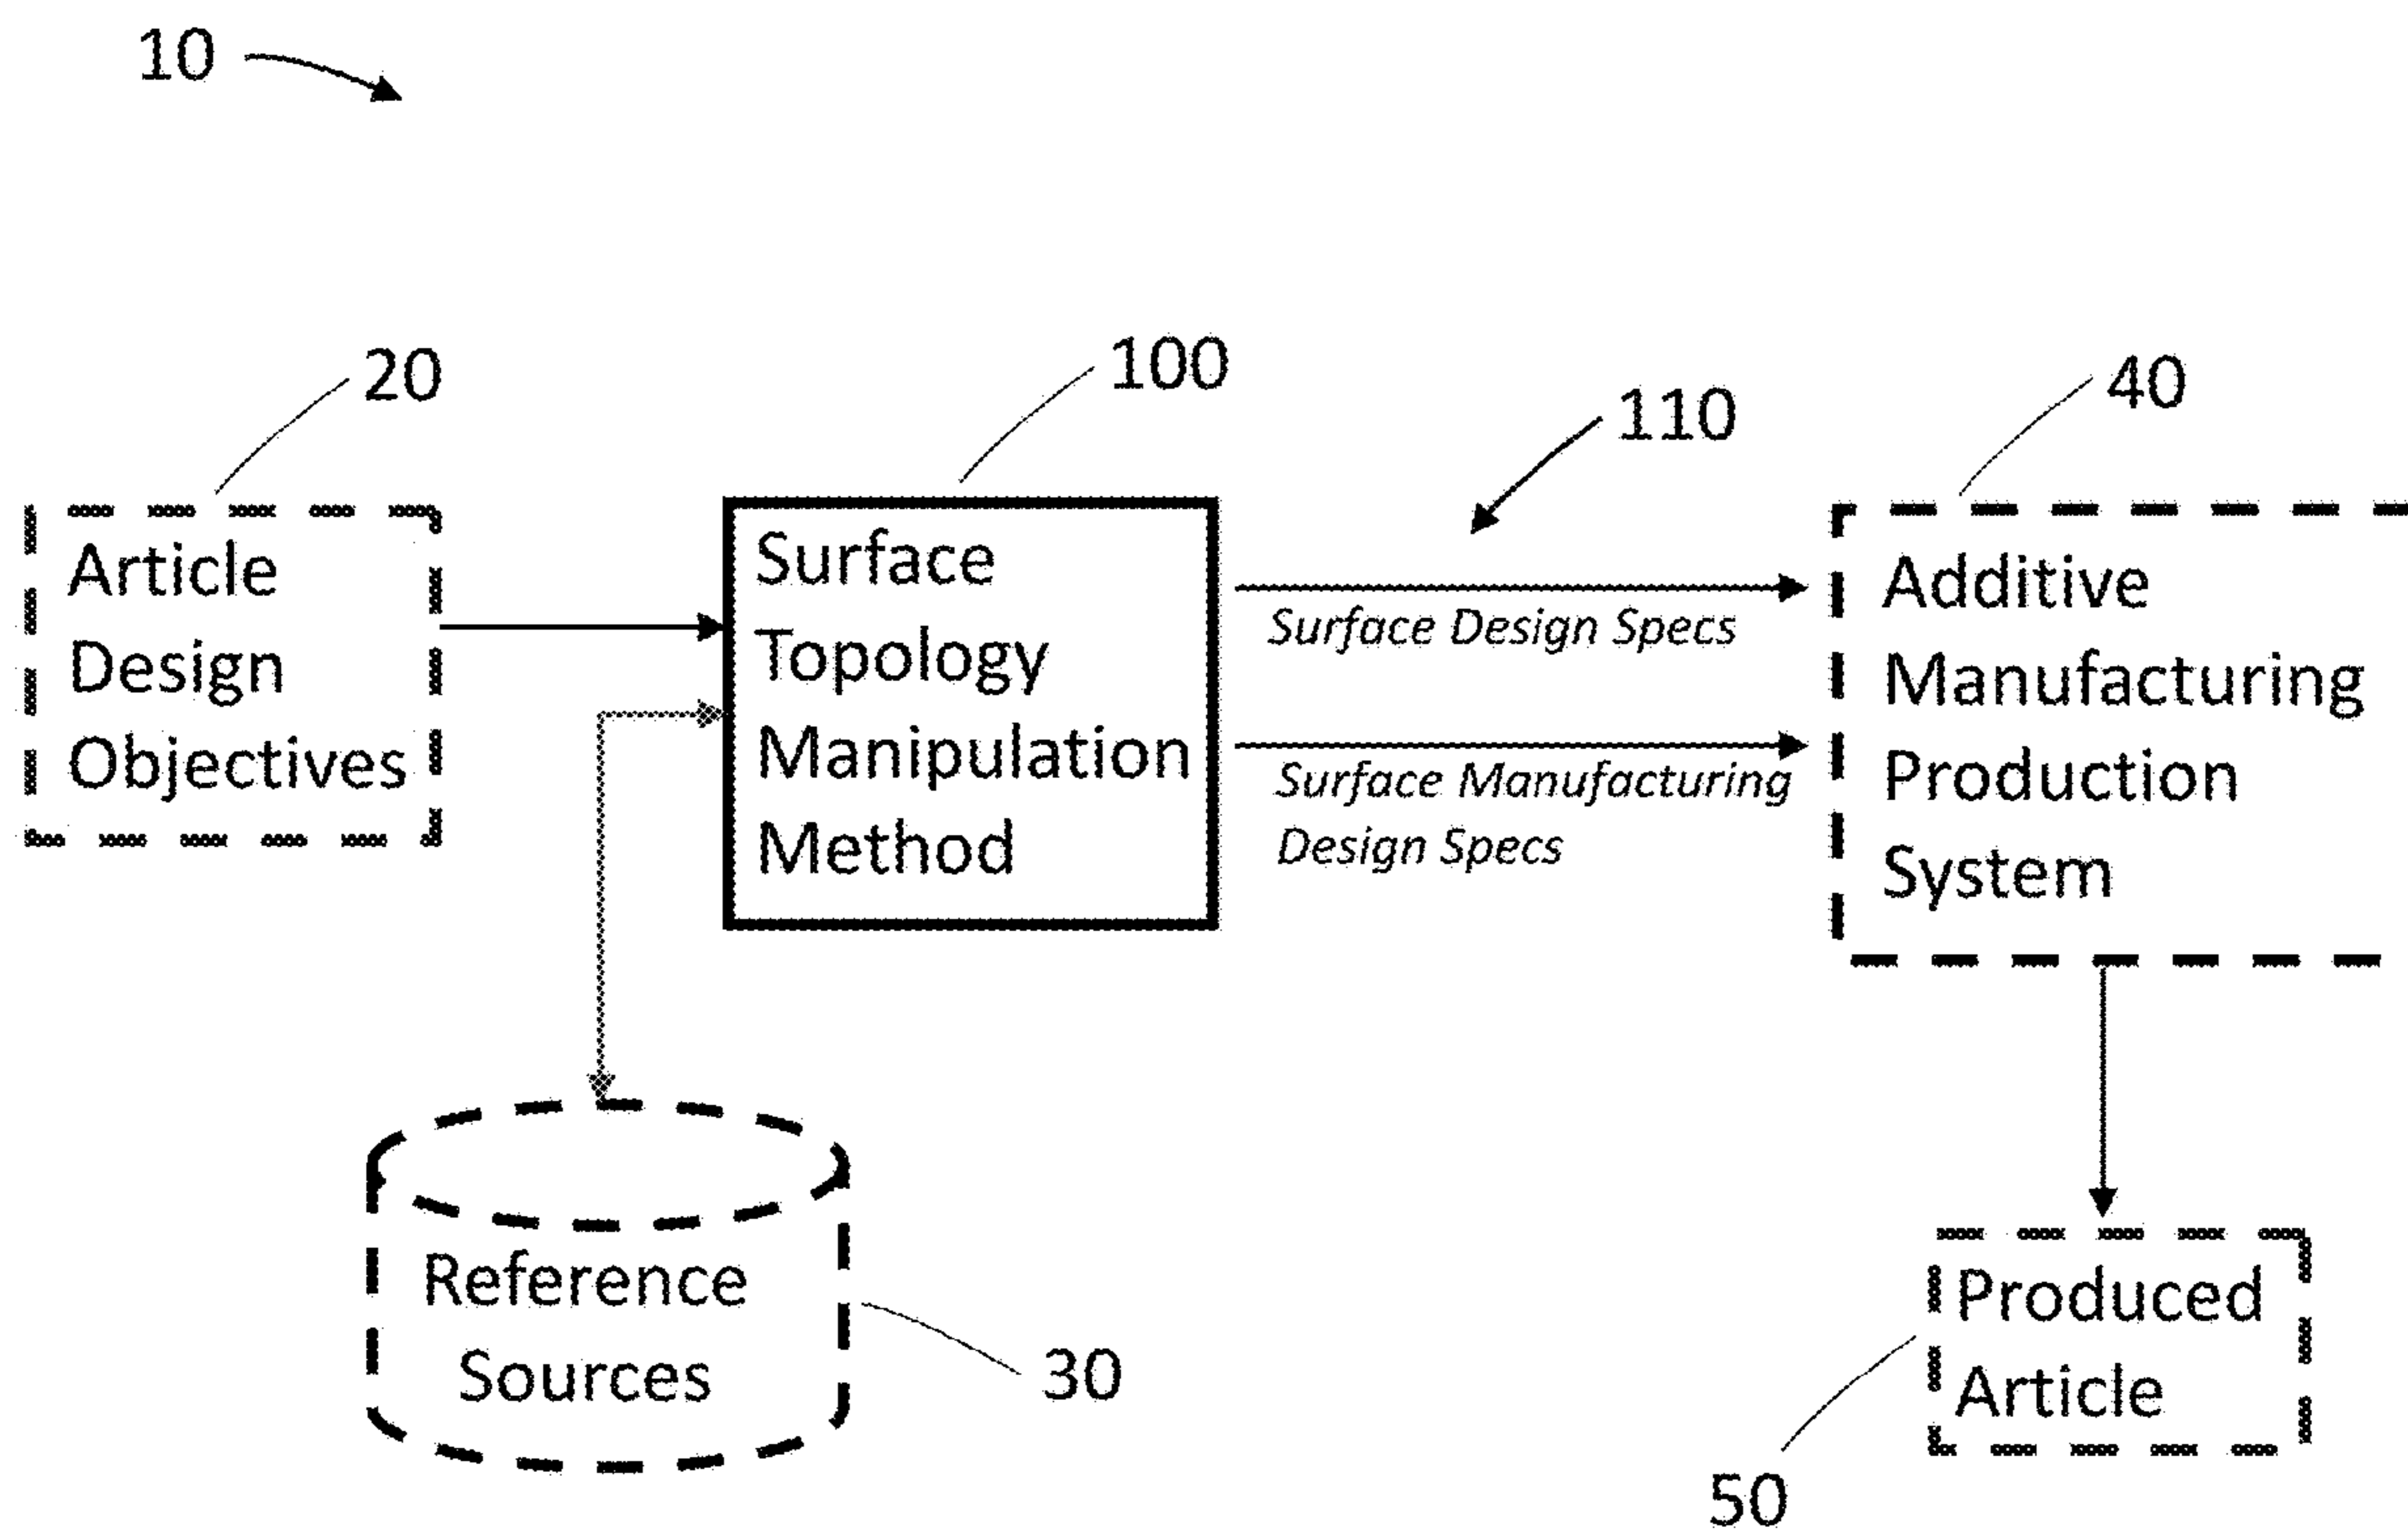 10
20
100
110
40
Article
Design
Objectives
Surface
Topology
Manipulation
Method
Surface Design Specs
Surface Manufacturing
Design Specs
Additive
Manufacturing
Production
System
Reference
Sources
30
Produced
Article
50